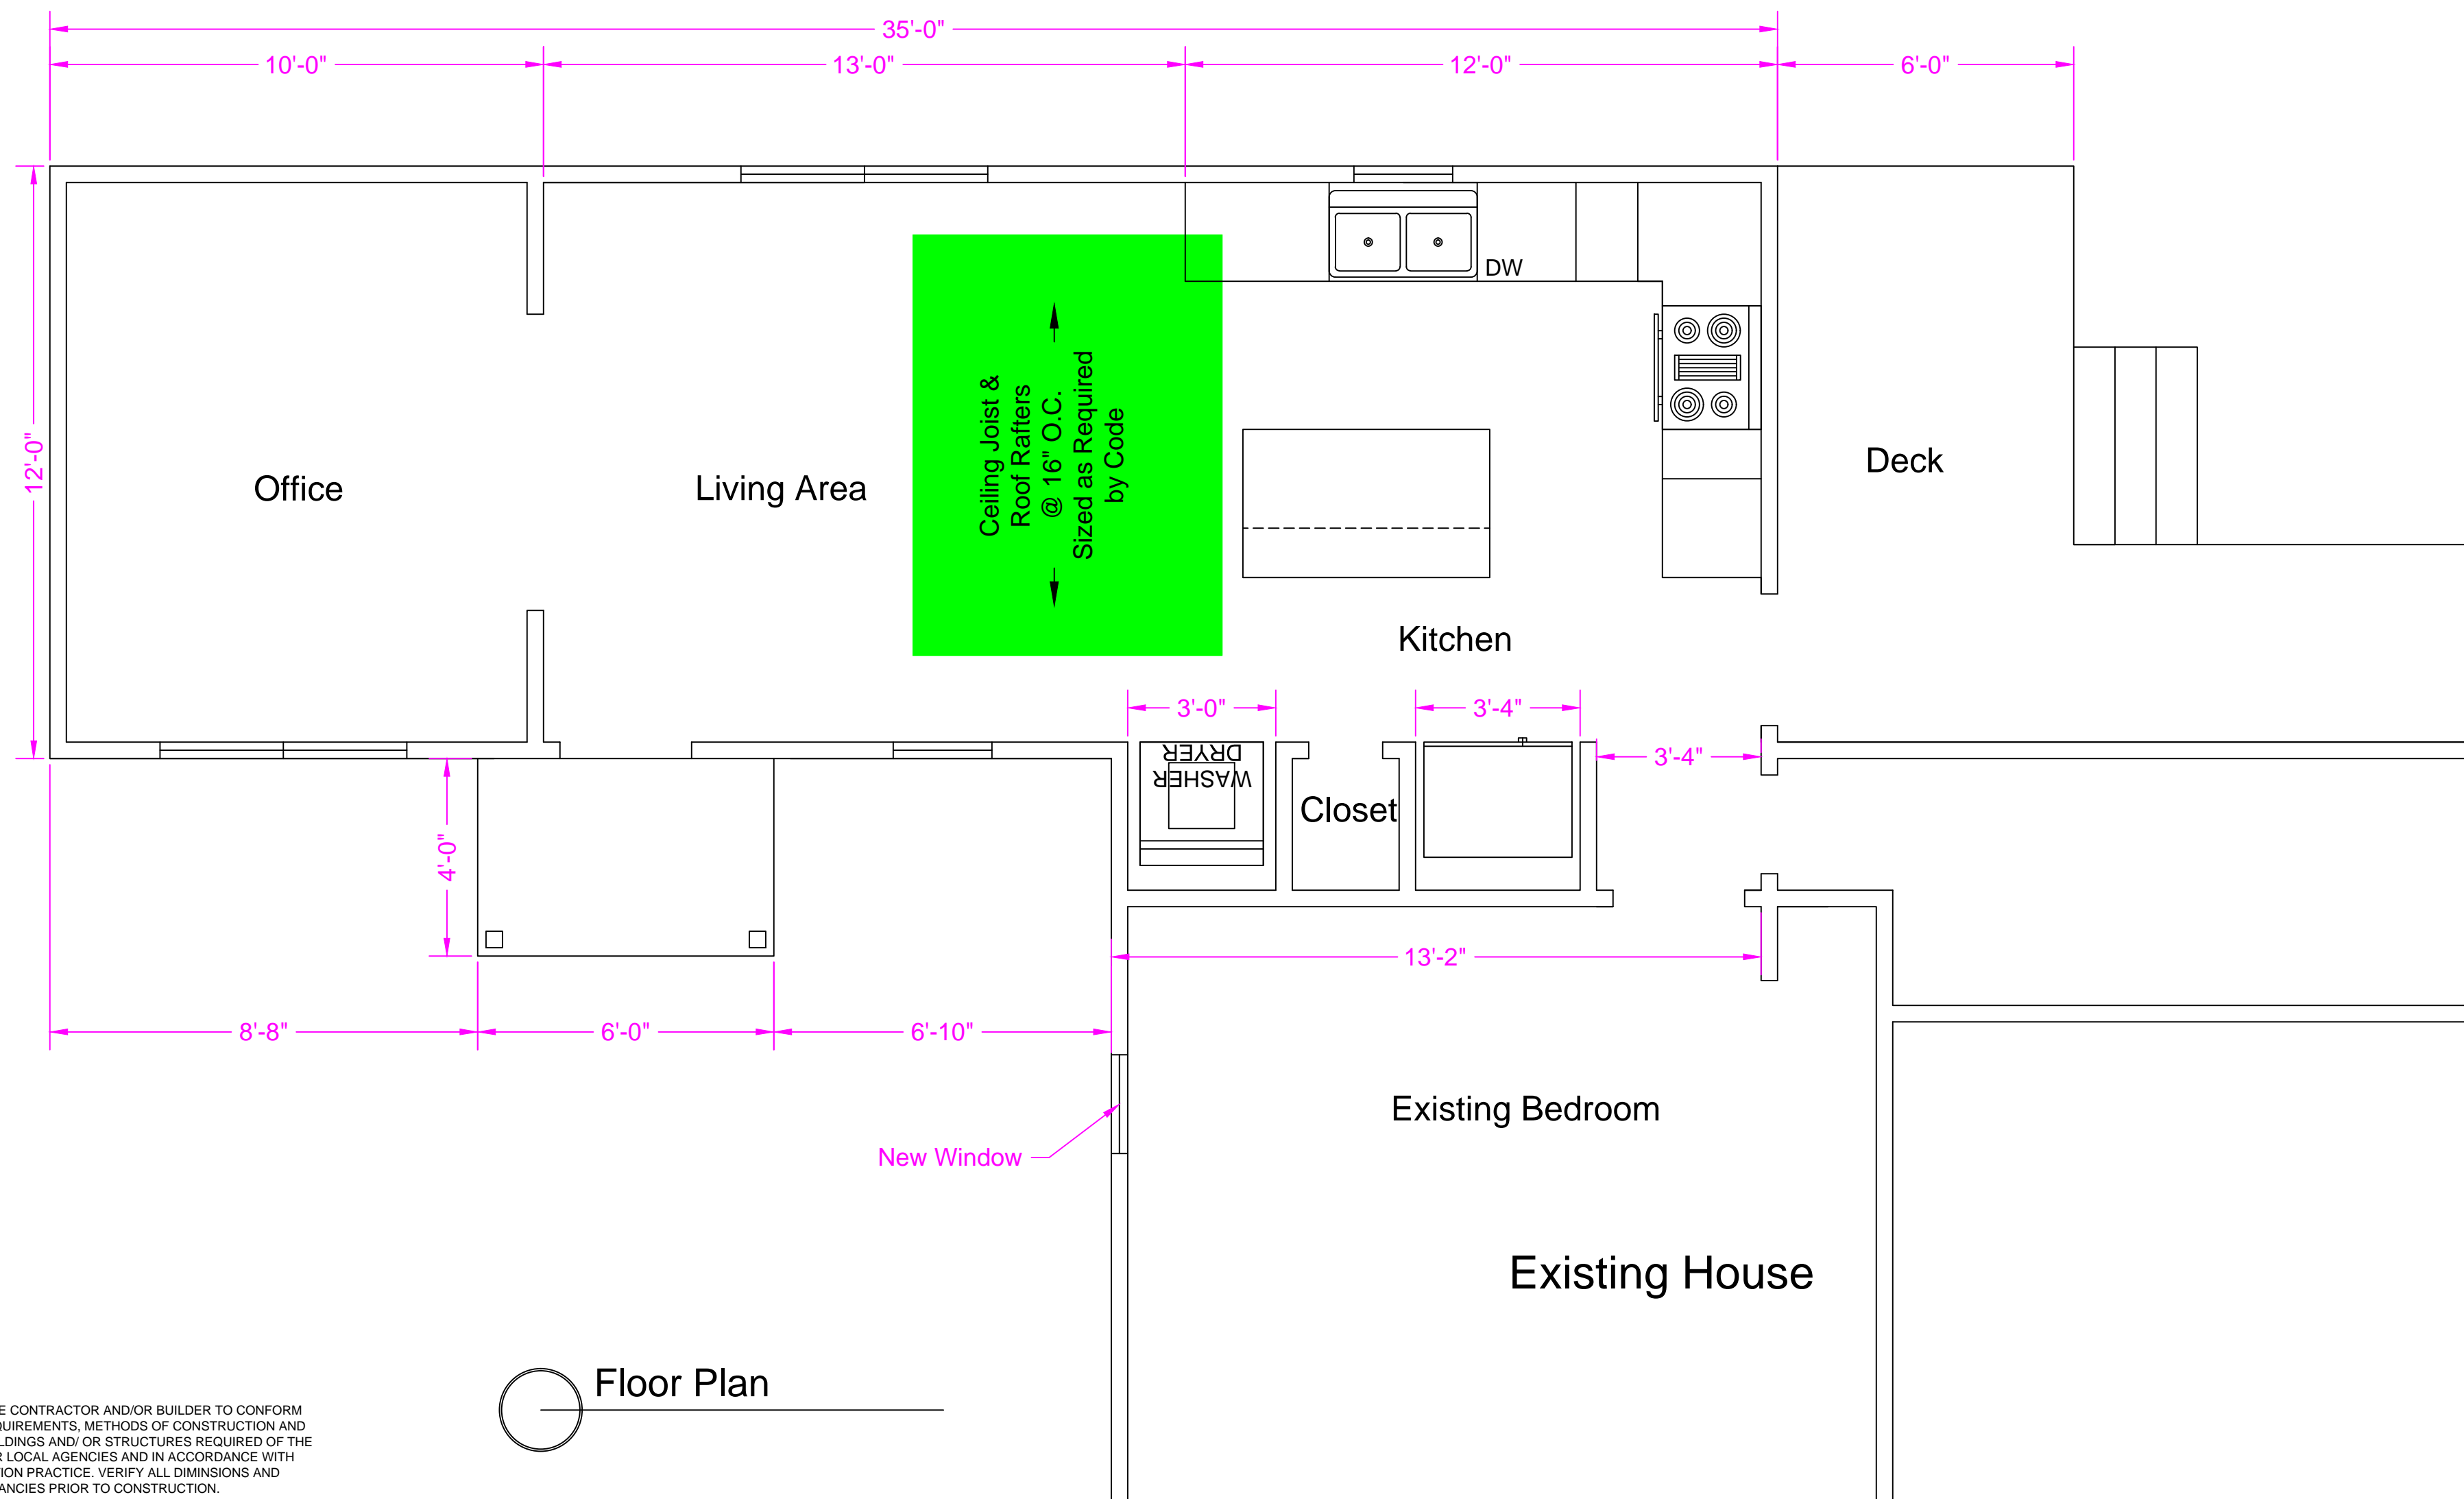 35'-0"
10'-0"
13'-0"
12'-0"
6'-0"
12'-0"
Office
Living Area
Ceiling Joist &
Roof Rafters
@ 16" O.C.
Sized as Required
by Code
DW
Deck
Kitchen
3'-0"
3'-4"
3'-4"
DRYER
WASHER
Closet
4'-0"
13'-2"
8'-8"
6'-0"
6'-10"
New Window
Existing Bedroom
Existing House
Floor Plan
CONTRACTOR AND/OR BUILDER TO CONFORM
METHODS OF CONSTRUCTION AND
AND/ OR STRUCTURES REQUIRED OF THE
LOCAL AGENCIES AND IN ACCORDANCE WITH
PRACTICE. VERIFY ALL DIMINSIONS AND
PRIOR TO CONSTRUCTION.